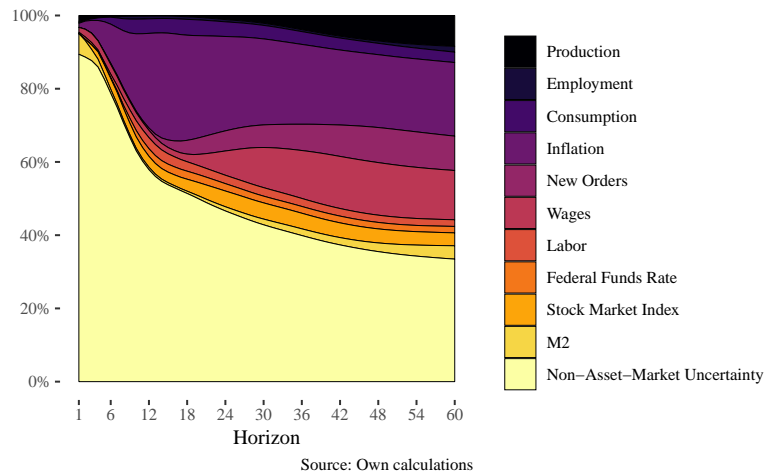 100%
80%
60%
40%
20%
0%
1 6 12 18 24 30 36 42 48 54 60
Horizon
Source: Own calculations
Production
Employment
Consumption
Inflation
New Orders
Wages
Labor
Federal Funds Rate
Stock Market Index
M2
Non−Asset−Market Uncertainty